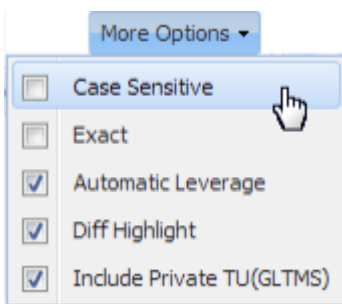 More Options
Case Sensitive
Exact
Automatic Leverage
Diff Highlight
Include Private TU(GLTMS)